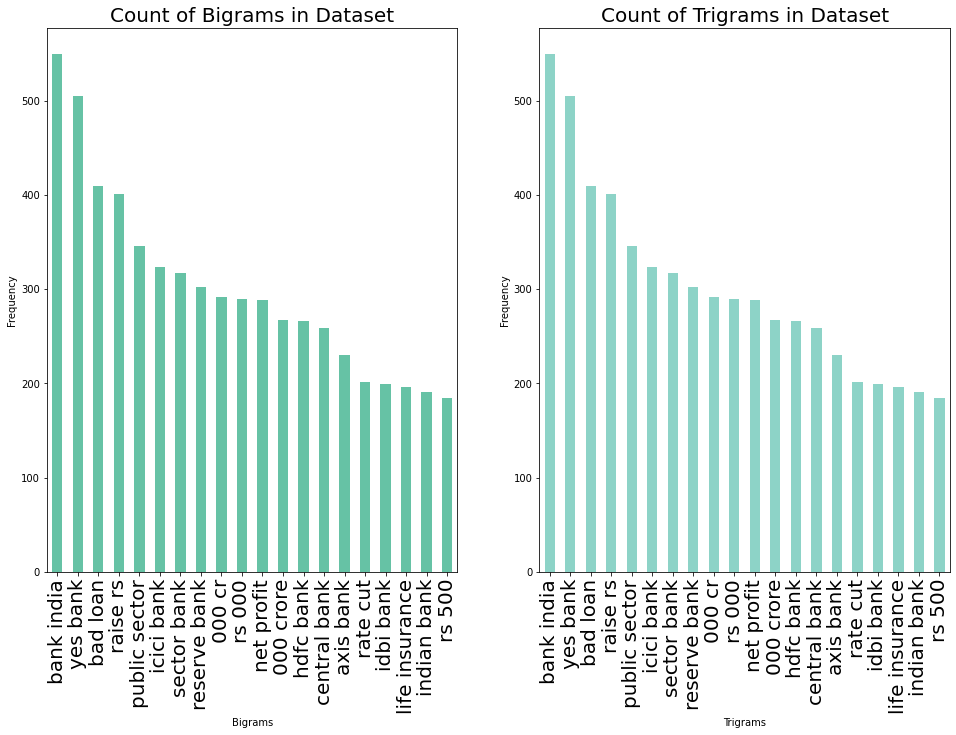 Count of Bigrams in Dataset
Frequency
500
400
300
200
100
0
bank india
yes bank
bad loan
raise rs
public sector
icici bank
sector bank
reserve bank
000 cr
rs 000
net profit
000 crore
hdfc bank
central bank
axis bank
rate cut
idbi bank
life insurance
indian bank
rs 500
Bigrams
Count of Trigrams in Dataset
Frequency
500
400
300
200
100
0
bank india
yes bank
bad loan
raise rs
public sector
icici bank
sector bank
reserve bank
000 cr
rs 000
net profit
000 crore
hdfc bank
central bank
axis bank
rate cut
idbi bank
life insurance
indian bank
rs 500
Trigrams